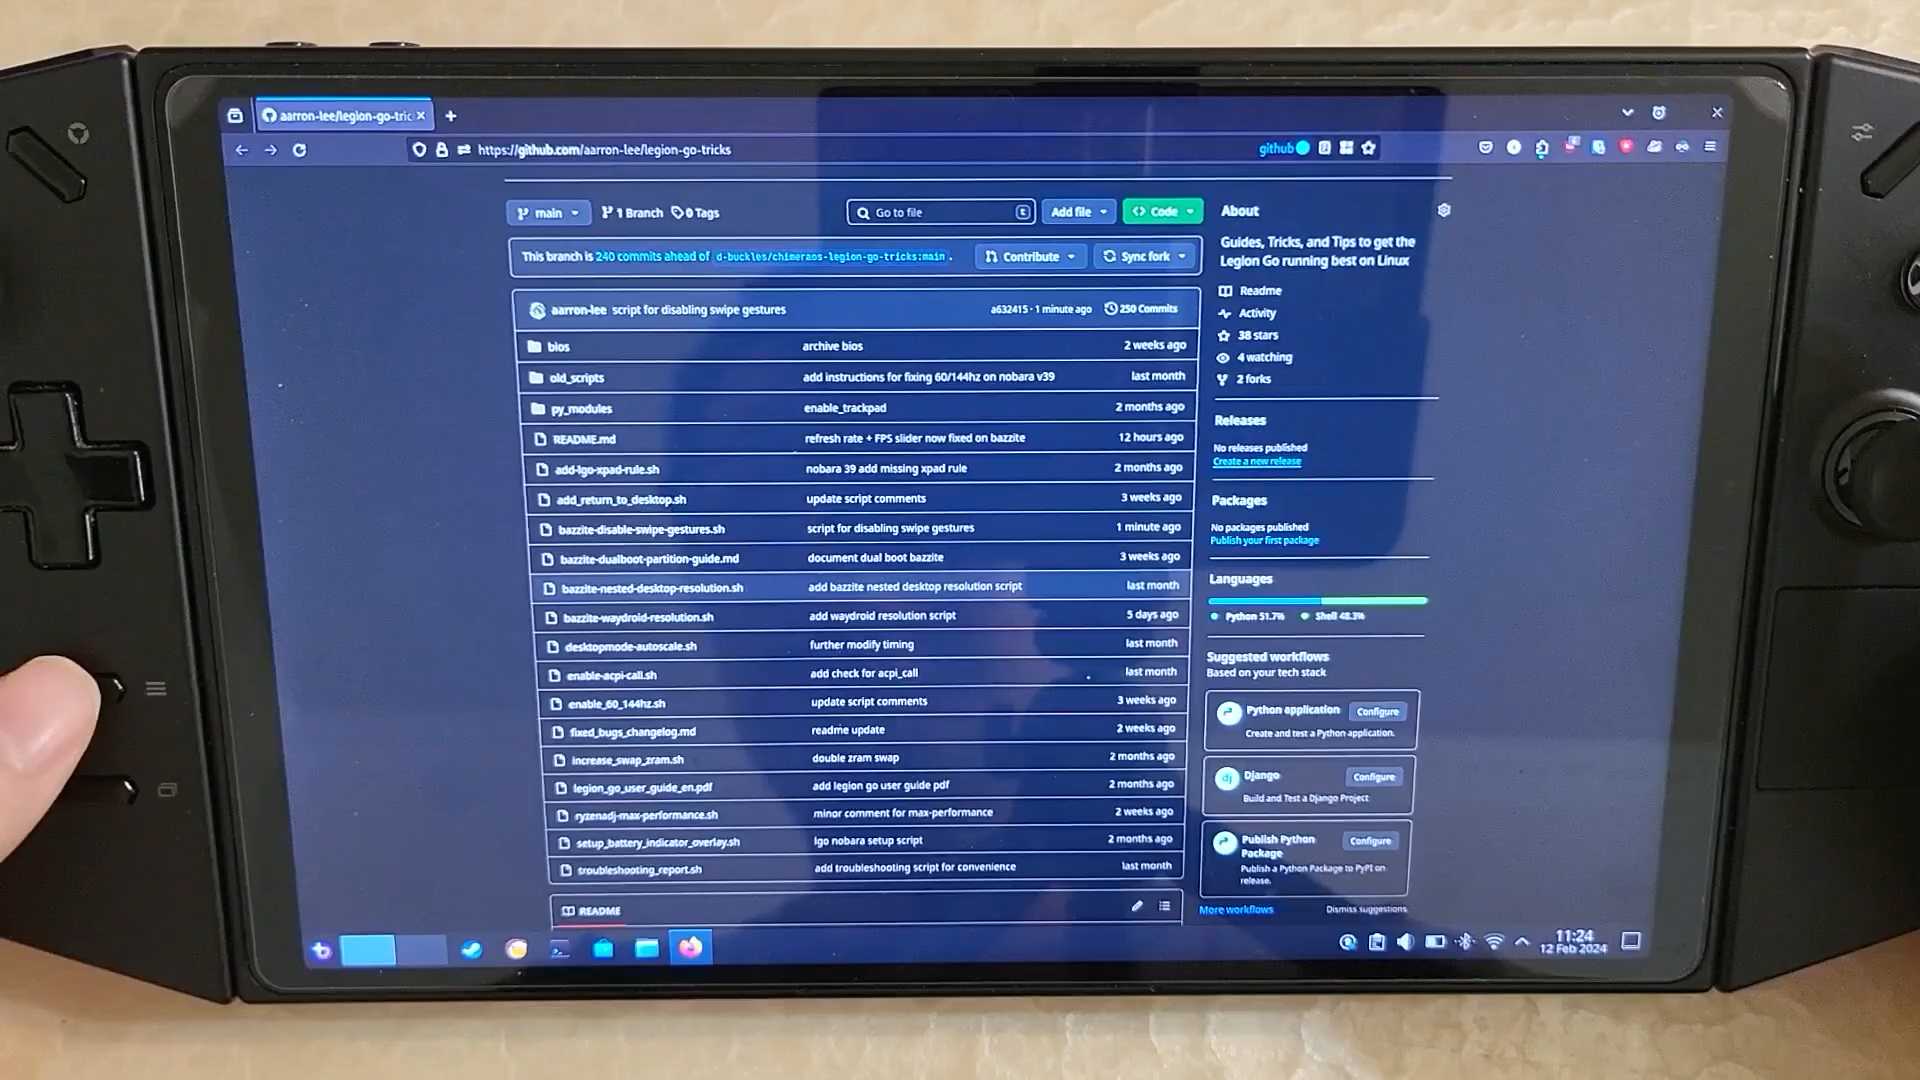 aarron-lee/legion-go-tric
https://github.com/aarron-lee/legion-go-tricks
github
main
1 Branch
0 Tags
Go to file
t
Add file
Code
This branch is 240 commits ahead of d-buckles/chimeraos-legion-go-tricks:main .
Contribute
Sync fork
aarron-lee script for disabling swipe gestures a632415 · 1 minute ago 250 Commits
bios archive bios 2 weeks ago
old_scripts add instructions for fixing 60/144hz on nobara v39 last month
py_modules enable_trackpad 2 months ago
README.md refresh rate + FPS slider now fixed on bazzite 12 hours ago
add-lgo-xpad-rule.sh nobara 39 add missing xpad rule 2 months ago
add_return_to_desktop.sh update script comments 3 weeks ago
bazzite-disable-swipe-gestures.sh script for disabling swipe gestures 1 minute ago
bazzite-dualboot-partition-guide.md document dual boot bazzite 3 weeks ago
bazzite-nested-desktop-resolution.sh add bazzite nested desktop resolution script last month
bazzite-waydroid-resolution.sh add waydroid resolution script 5 days ago
desktopmode-autoscale.sh further modify timing last month
enable-acpi-call.sh add check for acpi_call last month
enable_60_144hz.sh update script comments 3 weeks ago
fixed_bugs_changelog.md readme update 2 weeks ago
increase_swap_zram.sh double zram swap 2 months ago
legion_go_user_guide_en.pdf add legion go user guide pdf 2 months ago
ryzenadj-max-performance.sh minor comment for max-performance 2 weeks ago
setup_battery_indicator_overlay.sh lgo nobara setup script 2 months ago
troubleshooting_report.sh add troubleshooting script for convenience last month
README
About
Guides, Tricks, and Tips to get the
Legion Go running best on Linux
Readme
Activity
38 stars
4 watching
2 forks
Releases
No releases published
Create a new release
Packages
No packages published
Publish your first package
Languages
Python 51.7% Shell 48.3%
Suggested workflows
Based on your tech stack
Python application
Configure
Create and test a Python application.
dj
Django
Configure
Build and Test a Django Project
Publish Python
Package
Configure
Publish a Python Package to PyPI on
release.
More workflows
Dismiss suggestions
11:24
12 Feb 2024